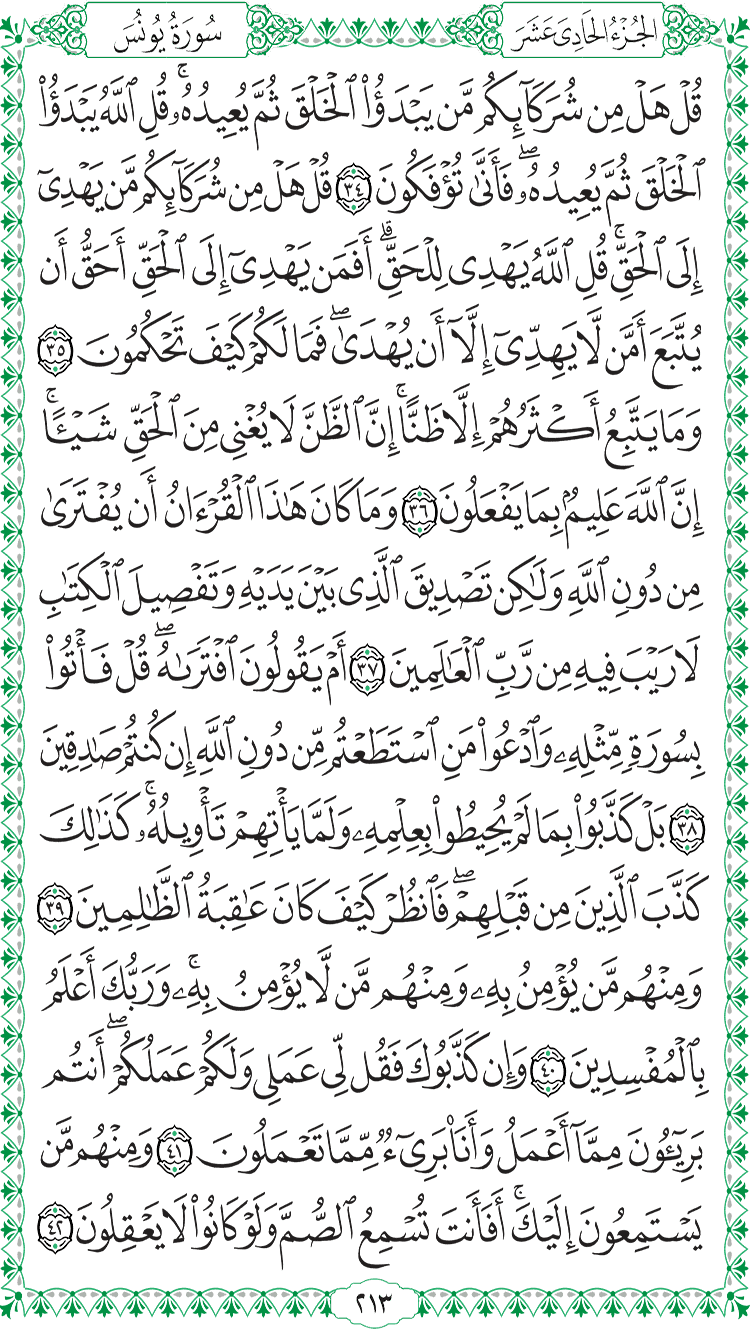 الجُزْءُ الحَادِي عَشَرَ
سُورَةُ يُونُسَ
قُلْ هَلْ مِن شُرَكَآئِكُم مَّن يَبْدَؤُا۟ ٱلْخَلْقَ ثُمَّ يُعِيدُهُۥ ۚ قُلِ ٱللَّهُ يَبْدَؤُا۟
ٱلْخَلْقَ ثُمَّ يُعِيدُهُۥ ۖ فَأَنَّىٰ تُؤْفَكُونَ ٣٤ قُلْ هَلْ مِن شُرَكَآئِكُم مَّن يَهْدِىٓ
إِلَى ٱلْحَقِّ ۚ قُلِ ٱللَّهُ يَهْدِى لِلْحَقِّ ۗ أَفَمَن يَهْدِىٓ إِلَى ٱلْحَقِّ أَحَقُّ أَن
يُتَّبَعَ أَمَّن لَّا يَهِدِّىٓ إِلَّآ أَن يُهْدَىٰ ۖ فَمَا لَكُمْ كَيْفَ تَحْكُمُونَ ٣٥
وَمَا يَتَّبِعُ أَكْثَرُهُمْ إِلَّا ظَنًّا ۚ إِنَّ ٱلظَّنَّ لَا يُغْنِى مِنَ ٱلْحَقِّ شَيْـًٔا ۚ
إِنَّ ٱللَّهَ عَلِيمٌۢ بِمَا يَفْعَلُونَ ٣٦ وَمَا كَانَ هَٰذَا ٱلْقُرْءَانُ أَن يُفْتَرَىٰ
مِن دُونِ ٱللَّهِ وَلَٰكِن تَصْدِيقَ ٱلَّذِى بَيْنَ يَدَيْهِ وَتَفْصِيلَ ٱلْكِتَٰبِ
لَا رَيْبَ فِيهِ مِن رَّبِّ ٱلْعَٰلَمِينَ ٣٧ أَمْ يَقُولُونَ ٱفْتَرَىٰهُ ۖ قُلْ فَأْتُوا۟
بِسُورَةٍ مِّثْلِهِۦ وَٱدْعُوا۟ مَنِ ٱسْتَطَعْتُم مِّن دُونِ ٱللَّهِ إِن كُنتُمْ صَٰدِقِينَ
٣٨ بَلْ كَذَّبُوا۟ بِمَا لَمْ يُحِيطُوا۟ بِعِلْمِهِۦ وَلَمَّا يَأْتِهِمْ تَأْوِيلُهُۥ ۚ كَذَٰلِكَ
كَذَّبَ ٱلَّذِينَ مِن قَبْلِهِمْ ۖ فَٱنظُرْ كَيْفَ كَانَ عَٰقِبَةُ ٱلظَّٰلِمِينَ ٣٩
وَمِنْهُم مَّن يُؤْمِنُ بِهِۦ وَمِنْهُم مَّن لَّا يُؤْمِنُ بِهِۦ ۚ وَرَبُّكَ أَعْلَمُ
بِٱلْمُفْسِدِينَ ٤٠ وَإِن كَذَّبُوكَ فَقُل لِّى عَمَلِى وَلَكُمْ عَمَلُكُمْ ۖ أَنتُم
بَرِيٓـُٔونَ مِمَّآ أَعْمَلُ وَأَنَا۠ بَرِىٓءٌ مِّمَّا تَعْمَلُونَ ٤١ وَمِنْهُم مَّن
يَسْتَمِعُونَ إِلَيْكَ ۚ أَفَأَنتَ تُسْمِعُ ٱلصُّمَّ وَلَوْ كَانُوا۟ لَا يَعْقِلُونَ ٤٢
٢١٣